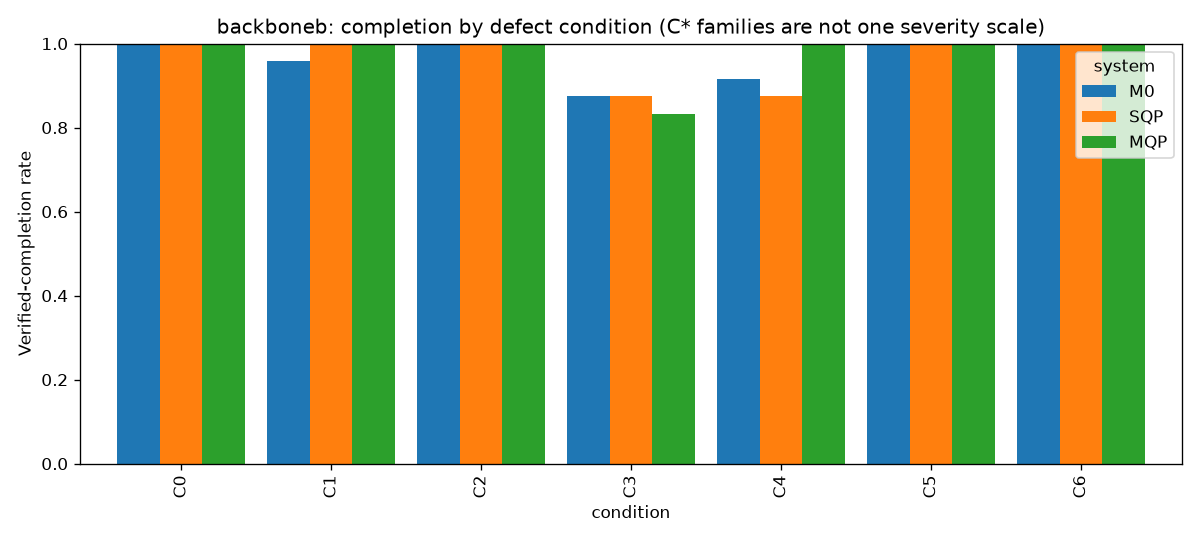 backboneb: completion by defect condition (C* families are not one severity scale)
Verified-completion rate
1.0
0.8
0.6
0.4
0.2
0.0
system
M0
SQP
MQP
C0
C1
C2
C3
C4
C5
C6
condition